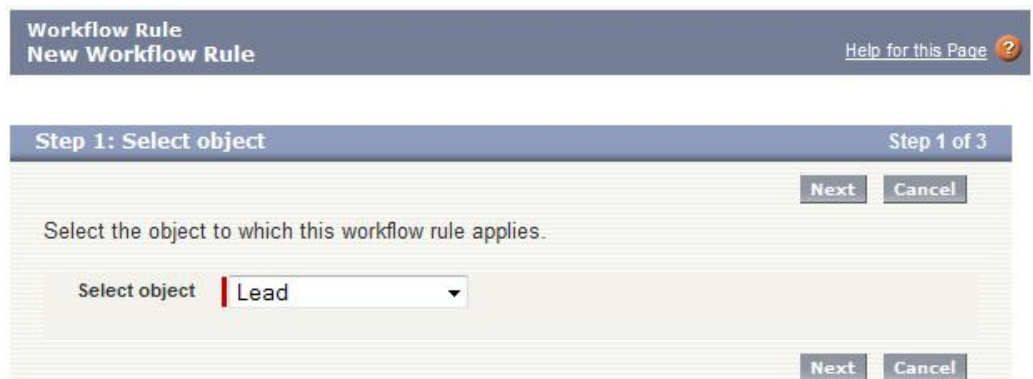 Workflow Rule
New Workflow Rule
Help for this Page ?
Step 1: Select object
Step 1 of 3
Next Cancel
Select the object to which this workflow rule applies.
Select object Lead
Next Cancel